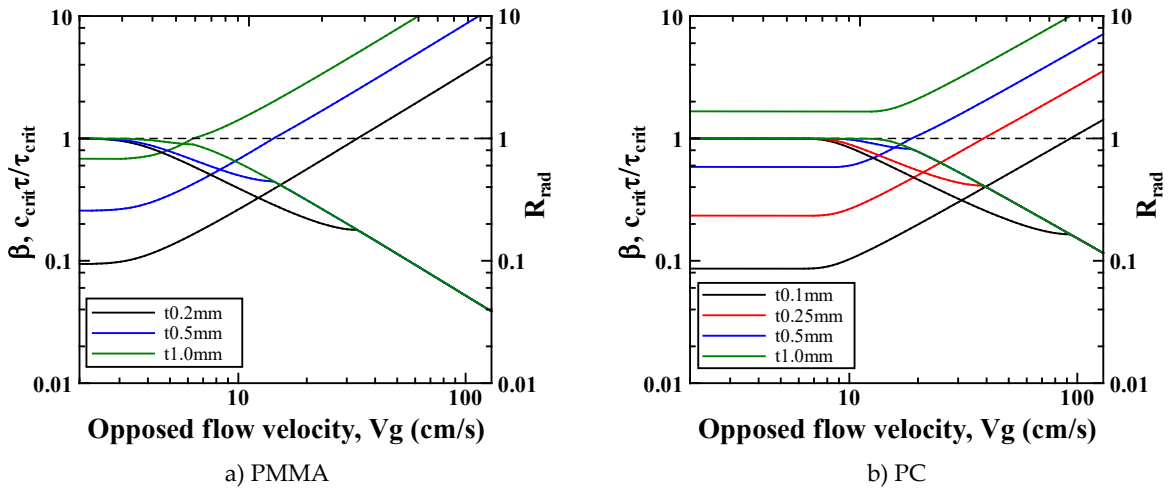 10
1
0.1
0.01
β, c_crit τ/τ_crit
10
1
0.1
0.01
R_rad
t0.2mm
t0.5mm
t1.0mm
10
100
Opposed flow velocity, Vg (cm/s)
a) PMMA
10
1
0.1
0.01
β, c_crit τ/τ_crit
10
1
0.1
0.01
R_rad
t0.1mm
t0.25mm
t0.5mm
t1.0mm
10
100
Opposed flow velocity, Vg (cm/s)
b) PC